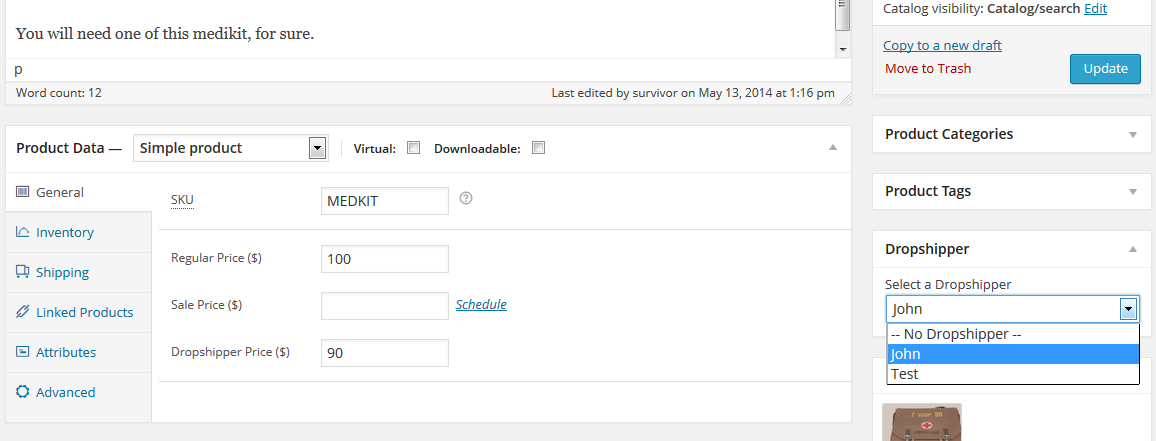 You will need one of this medikit, for sure.
p
Word count: 12
Last edited by survivor on May 13, 2014 at 1:16 pm
Product Data —
Simple product
Virtual:
Downloadable:
General
Inventory
Shipping
Linked Products
Attributes
Advanced
SKU
MEDKIT
Regular Price ($)
100
Sale Price ($)
Schedule
Dropshipper Price ($)
90
Catalog visibility: Catalog/search Edit
Copy to a new draft
Move to Trash
Update
Product Categories
Product Tags
Dropshipper
Select a Dropshipper
John
-- No Dropshipper --
John
Test